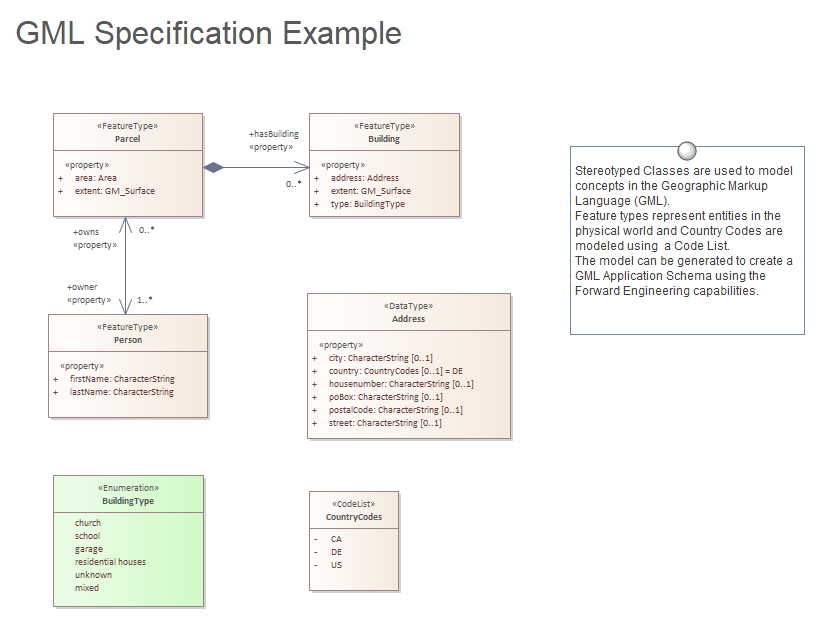 GML Specification Example
«FeatureType»
Parcel
«property»
+ area: Area
+ extent: GM_Surface
+hasBuilding
«property»
0..*
«FeatureType»
Building
«property»
+ address: Address
+ extent: GM_Surface
+ type: BuildingType
Stereotyped Classes are used to model
concepts in the Geographic Markup
Language (GML).
Feature types represent entities in the
physical world and Country Codes are
modeled using a Code List.
The model can be generated to create a
GML Application Schema using the
Forward Engineering capabilities.
+owns
«property»
0..*
+owner
«property»
1..*
«FeatureType»
Person
«property»
+ firstName: CharacterString
+ lastName: CharacterString
«DataType»
Address
«property»
+ city: CharacterString [0..1]
+ country: CountryCodes [0..1] = DE
+ housenumber: CharacterString [0..1]
+ poBox: CharacterString [0..1]
+ postalCode: CharacterString [0..1]
+ street: CharacterString [0..1]
«Enumeration»
BuildingType
church
school
garage
residential houses
unknown
mixed
«CodeList»
CountryCodes
- CA
- DE
- US